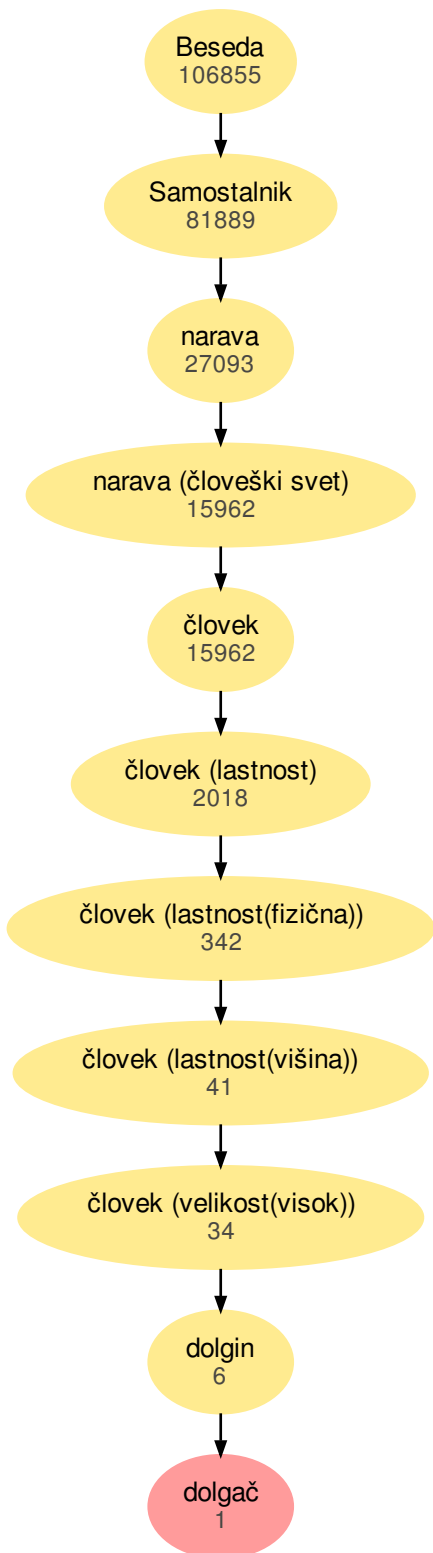 Beseda
106855
Samostalnik
81889
narava
27093
narava (človeški svet)
15962
človek
15962
človek (lastnost)
2018
človek (lastnost(fizična))
342
človek (lastnost(višina))
41
človek (velikost(visok))
34
dolgin
6
dolgač
1